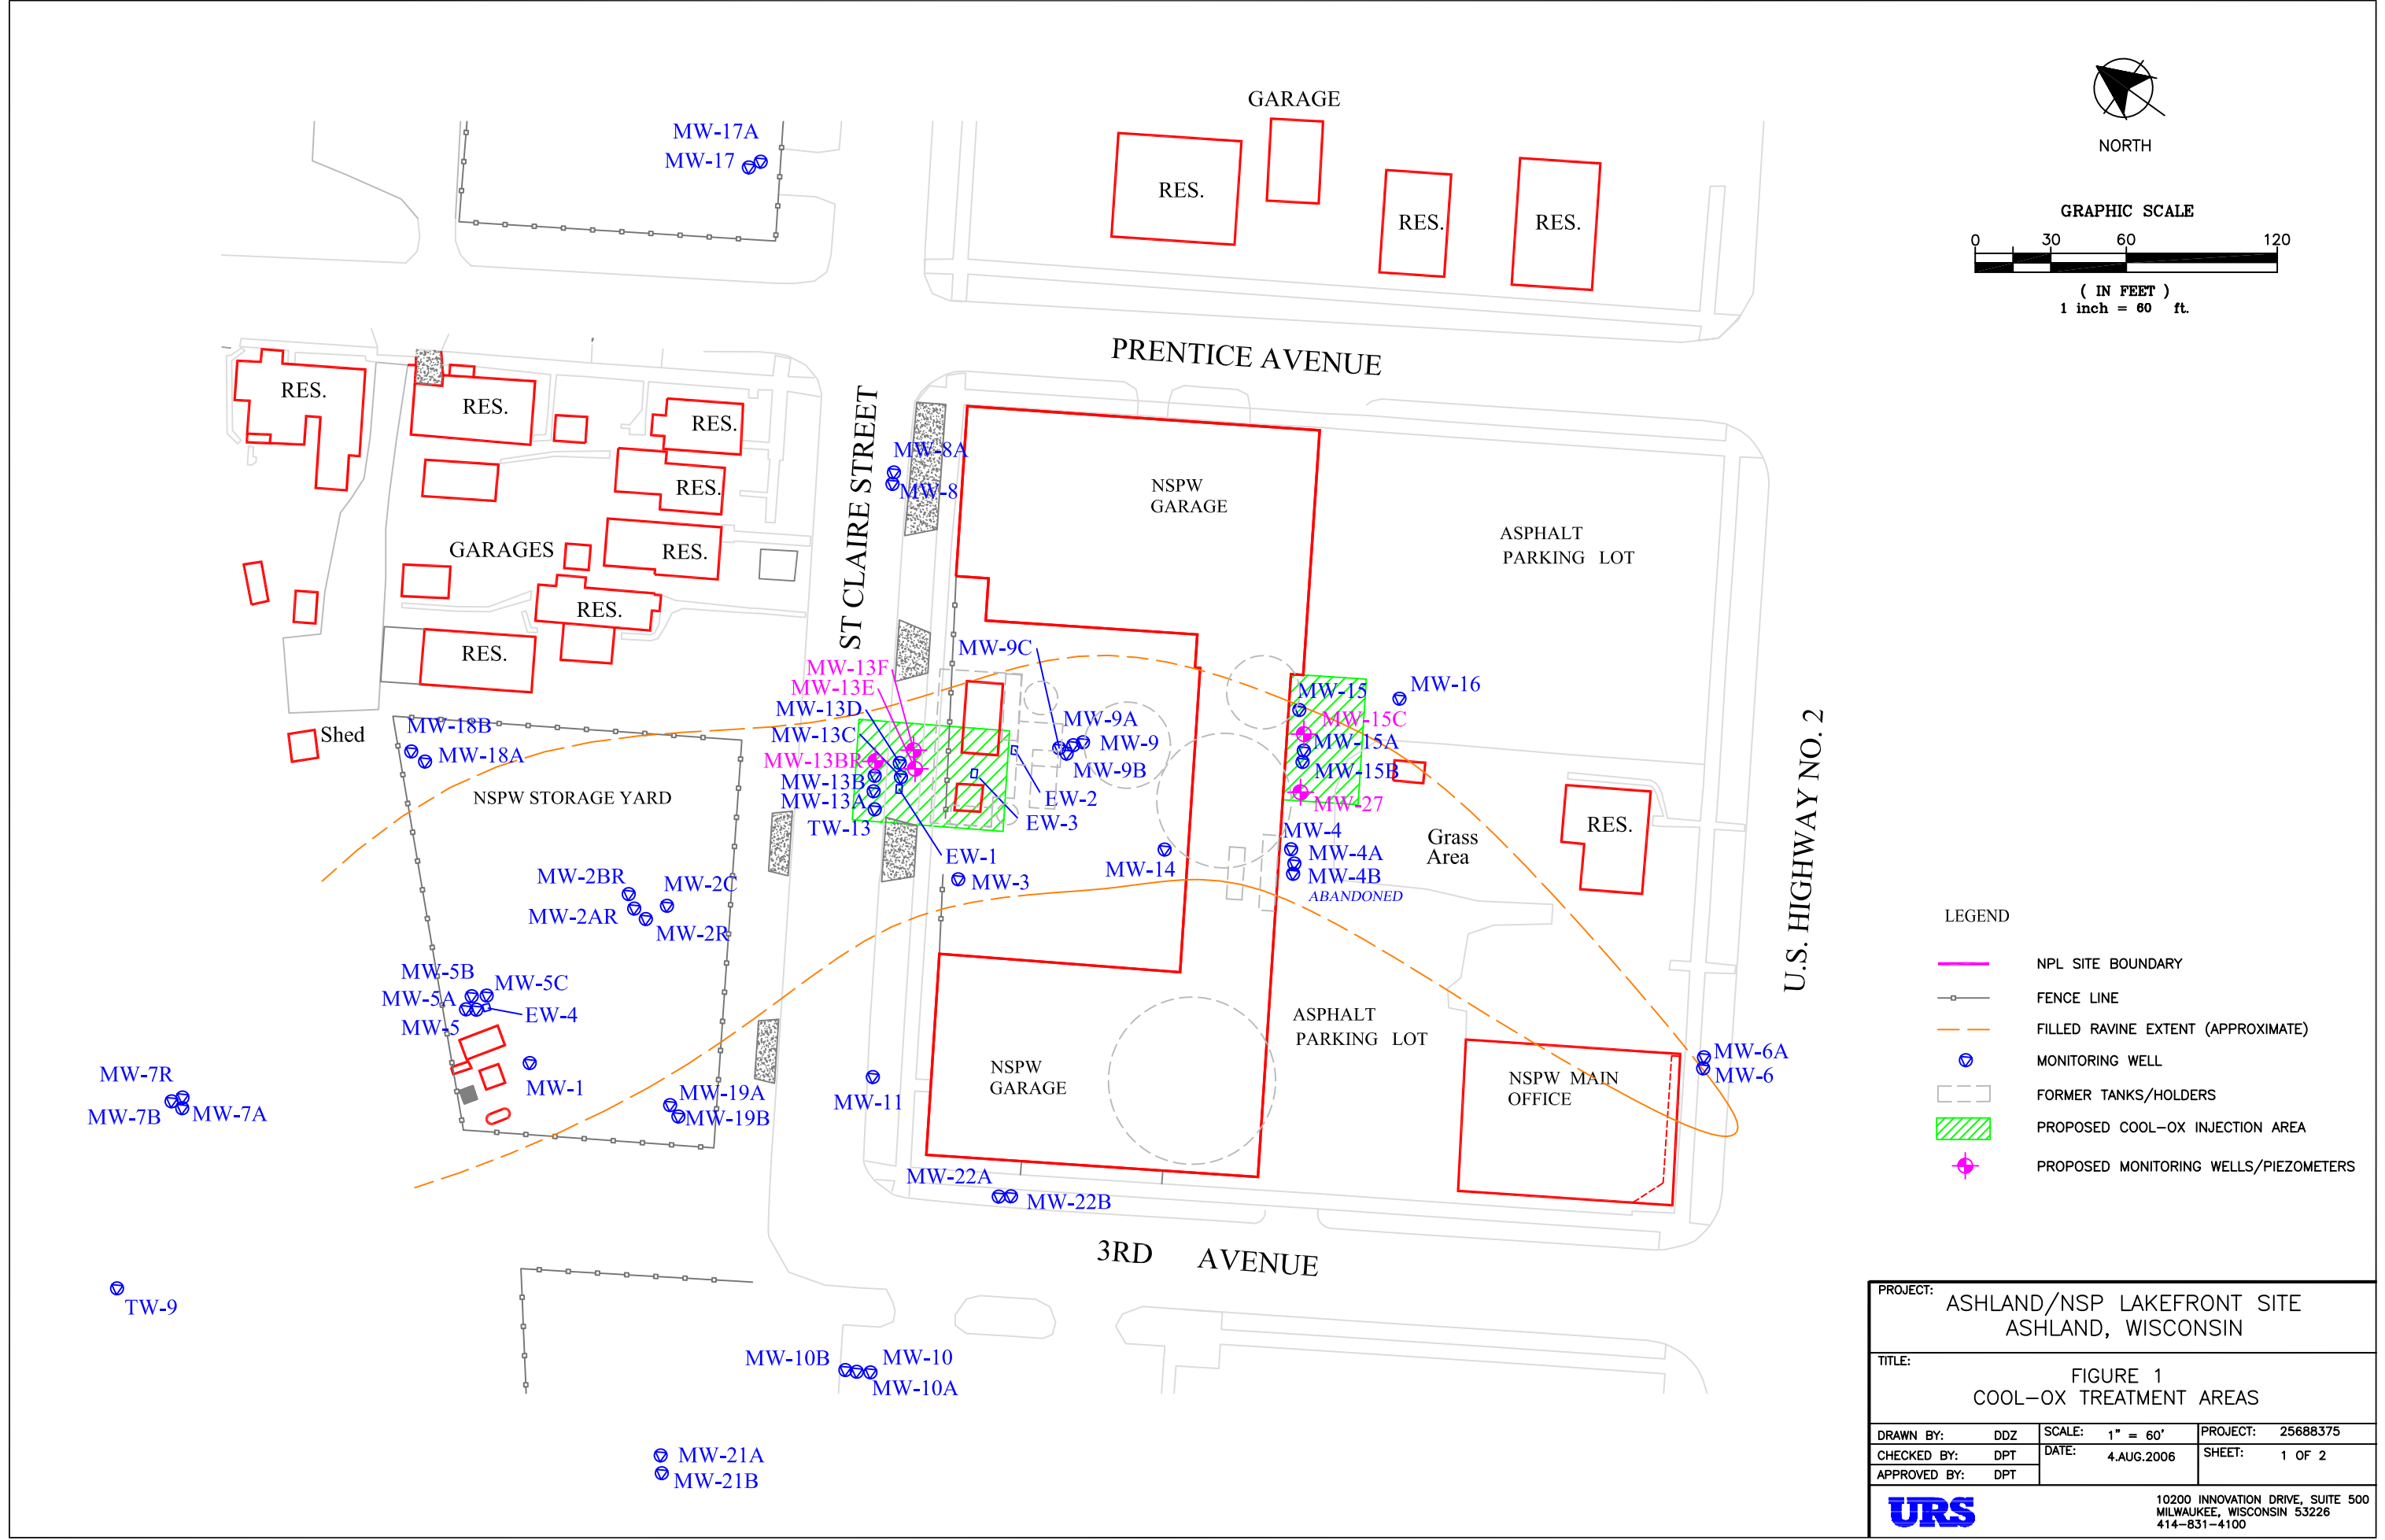 GARAGE
MW-17A
MW-17
RES.
RES.
RES.
NORTH
GRAPHIC SCALE
0 30 60 120
( IN FEET )
1 inch = 60 ft.
PRENTICE AVENUE
RES.
RES.
RES.
RES.
RES.
RES.
RES.
GARAGES
ST CLAIRE STREET
MW-8A
MW-8
NSPW
GARAGE
ASPHALT
PARKING LOT
MW-9C
MW-13F
MW-13E
MW-13D
MW-13C
MW-13BR
MW-13B
MW-13A
TW-13
MW-9A
MW-9
MW-9B
EW-2
EW-3
EW-1
MW-3
MW-14
MW-15
MW-16
MW-15C
MW-15A
MW-15B
MW-27
MW-4
MW-4A
MW-4B
ABANDONED
Grass
Area
RES.
U.S. HIGHWAY NO. 2
Shed
MW-18B
MW-18A
NSPW STORAGE YARD
MW-2BR
MW-2C
MW-2AR
MW-2R
MW-5B
MW-5C
MW-5A
EW-4
MW-5
MW-1
MW-7R
MW-7B
MW-7A
MW-19A
MW-19B
MW-11
NSPW
GARAGE
ASPHALT
PARKING LOT
NSPW MAIN
OFFICE
MW-6A
MW-6
MW-22A
MW-22B
3RD AVENUE
TW-9
MW-10B
MW-10
MW-10A
MW-21A
MW-21B
LEGEND
NPL SITE BOUNDARY
FENCE LINE
FILLED RAVINE EXTENT (APPROXIMATE)
MONITORING WELL
FORMER TANKS/HOLDERS
PROPOSED COOL-OX INJECTION AREA
PROPOSED MONITORING WELLS/PIEZOMETERS
PROJECT:
ASHLAND/NSP LAKEFRONT SITE
ASHLAND, WISCONSIN
TITLE:
FIGURE 1
COOL-OX TREATMENT AREAS
DRAWN BY: DDZ SCALE: 1" = 60' PROJECT: 25688375
CHECKED BY: DPT DATE: 4.AUG.2006 SHEET: 1 OF 2
APPROVED BY: DPT
URS
10200 INNOVATION DRIVE, SUITE 500
MILWAUKEE, WISCONSIN 53226
414-831-4100